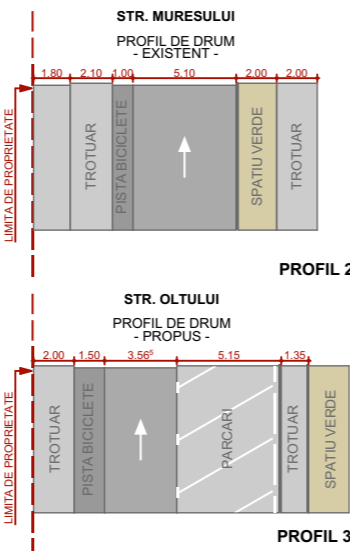 STR. MURESULUI
PROFIL DE DRUM
- EXISTENT -
1.80 2.10 1.00 5.10 2.00 2.00
LIMITA DE PROPRIETATE
TROTUAR
PISTA BICICLETE
SPATIU VERDE
TROTUAR
PROFIL 2
STR. OLTULUI
PROFIL DE DRUM
- PROPUS -
2.00 1.50 3.56⁵ 5.15 1.35
LIMITA DE PROPRIETATE
TROTUAR
PISTA BICICLETE
PARCARI
TROTUAR
SPATIU VERDE
PROFIL 3